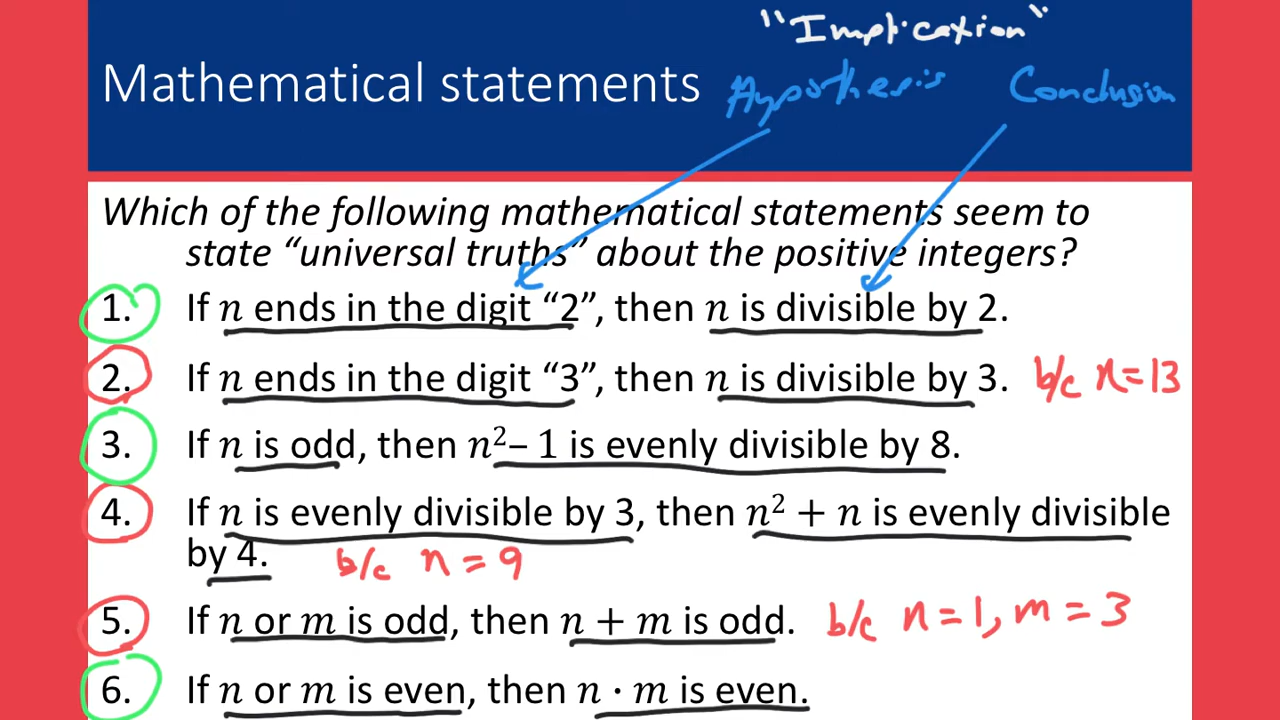 "Implication"
Mathematical statements Hypothesis Conclusion
Which of the following mathematical statements seem to
state “universal truths” about the positive integers?
1. If n ends in the digit “2”, then n is divisible by 2.
2. If n ends in the digit “3”, then n is divisible by 3. b/c n=13
3. If n is odd, then n²– 1 is evenly divisible by 8.
4. If n is evenly divisible by 3, then n² + n is evenly divisible
by 4. b/c n = 9
5. If n or m is odd, then n + m is odd. b/c n=1, m=3
6. If n or m is even, then n · m is even.